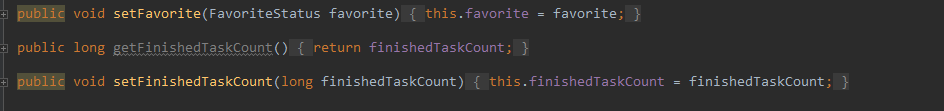 public void setFavorite(FavoriteStatus favorite) { this.favorite = favorite; }
public long getFinishedTaskCount() { return finishedTaskCount; }
public void setFinishedTaskCount(long finishedTaskCount) { this.finishedTaskCount = finishedTaskCount; }